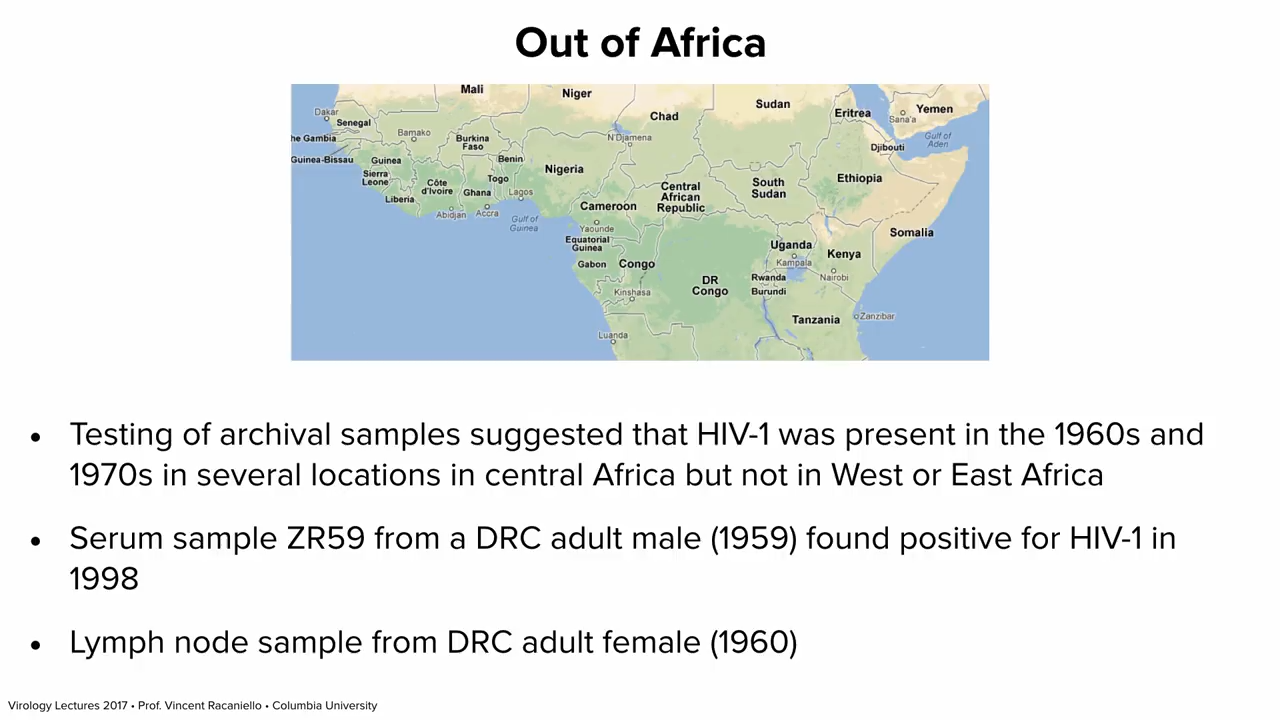 Out of Africa
Mali
Niger
Chad
Sudan
Eritrea
Yemen
Sana'a
Dakar
Senegal
he Gambia
Bamako
Burkina
Faso
N'Djamena
Gulf of
Aden
Djibouti
Guinea-Bissau
Guinea
Benin
Nigeria
Ethiopia
Sierra
Leone
Côte
d'Ivoire
Togo
Ghana
Lagos
Liberia
Abidjan
Accra
Gulf of
Guinea
Cameroon
Central
African
Republic
South
Sudan
Somalia
Yaounde
Equatorial
Guinea
Gabon
Congo
Uganda
Kampala
Kenya
Nairobi
DR
Congo
Rwanda
Burundi
Kinshasa
Tanzania
Zanzibar
Luanda
• Testing of archival samples suggested that HIV-1 was present in the 1960s and
1970s in several locations in central Africa but not in West or East Africa
• Serum sample ZR59 from a DRC adult male (1959) found positive for HIV-1 in
1998
• Lymph node sample from DRC adult female (1960)
Virology Lectures 2017 • Prof. Vincent Racaniello • Columbia University